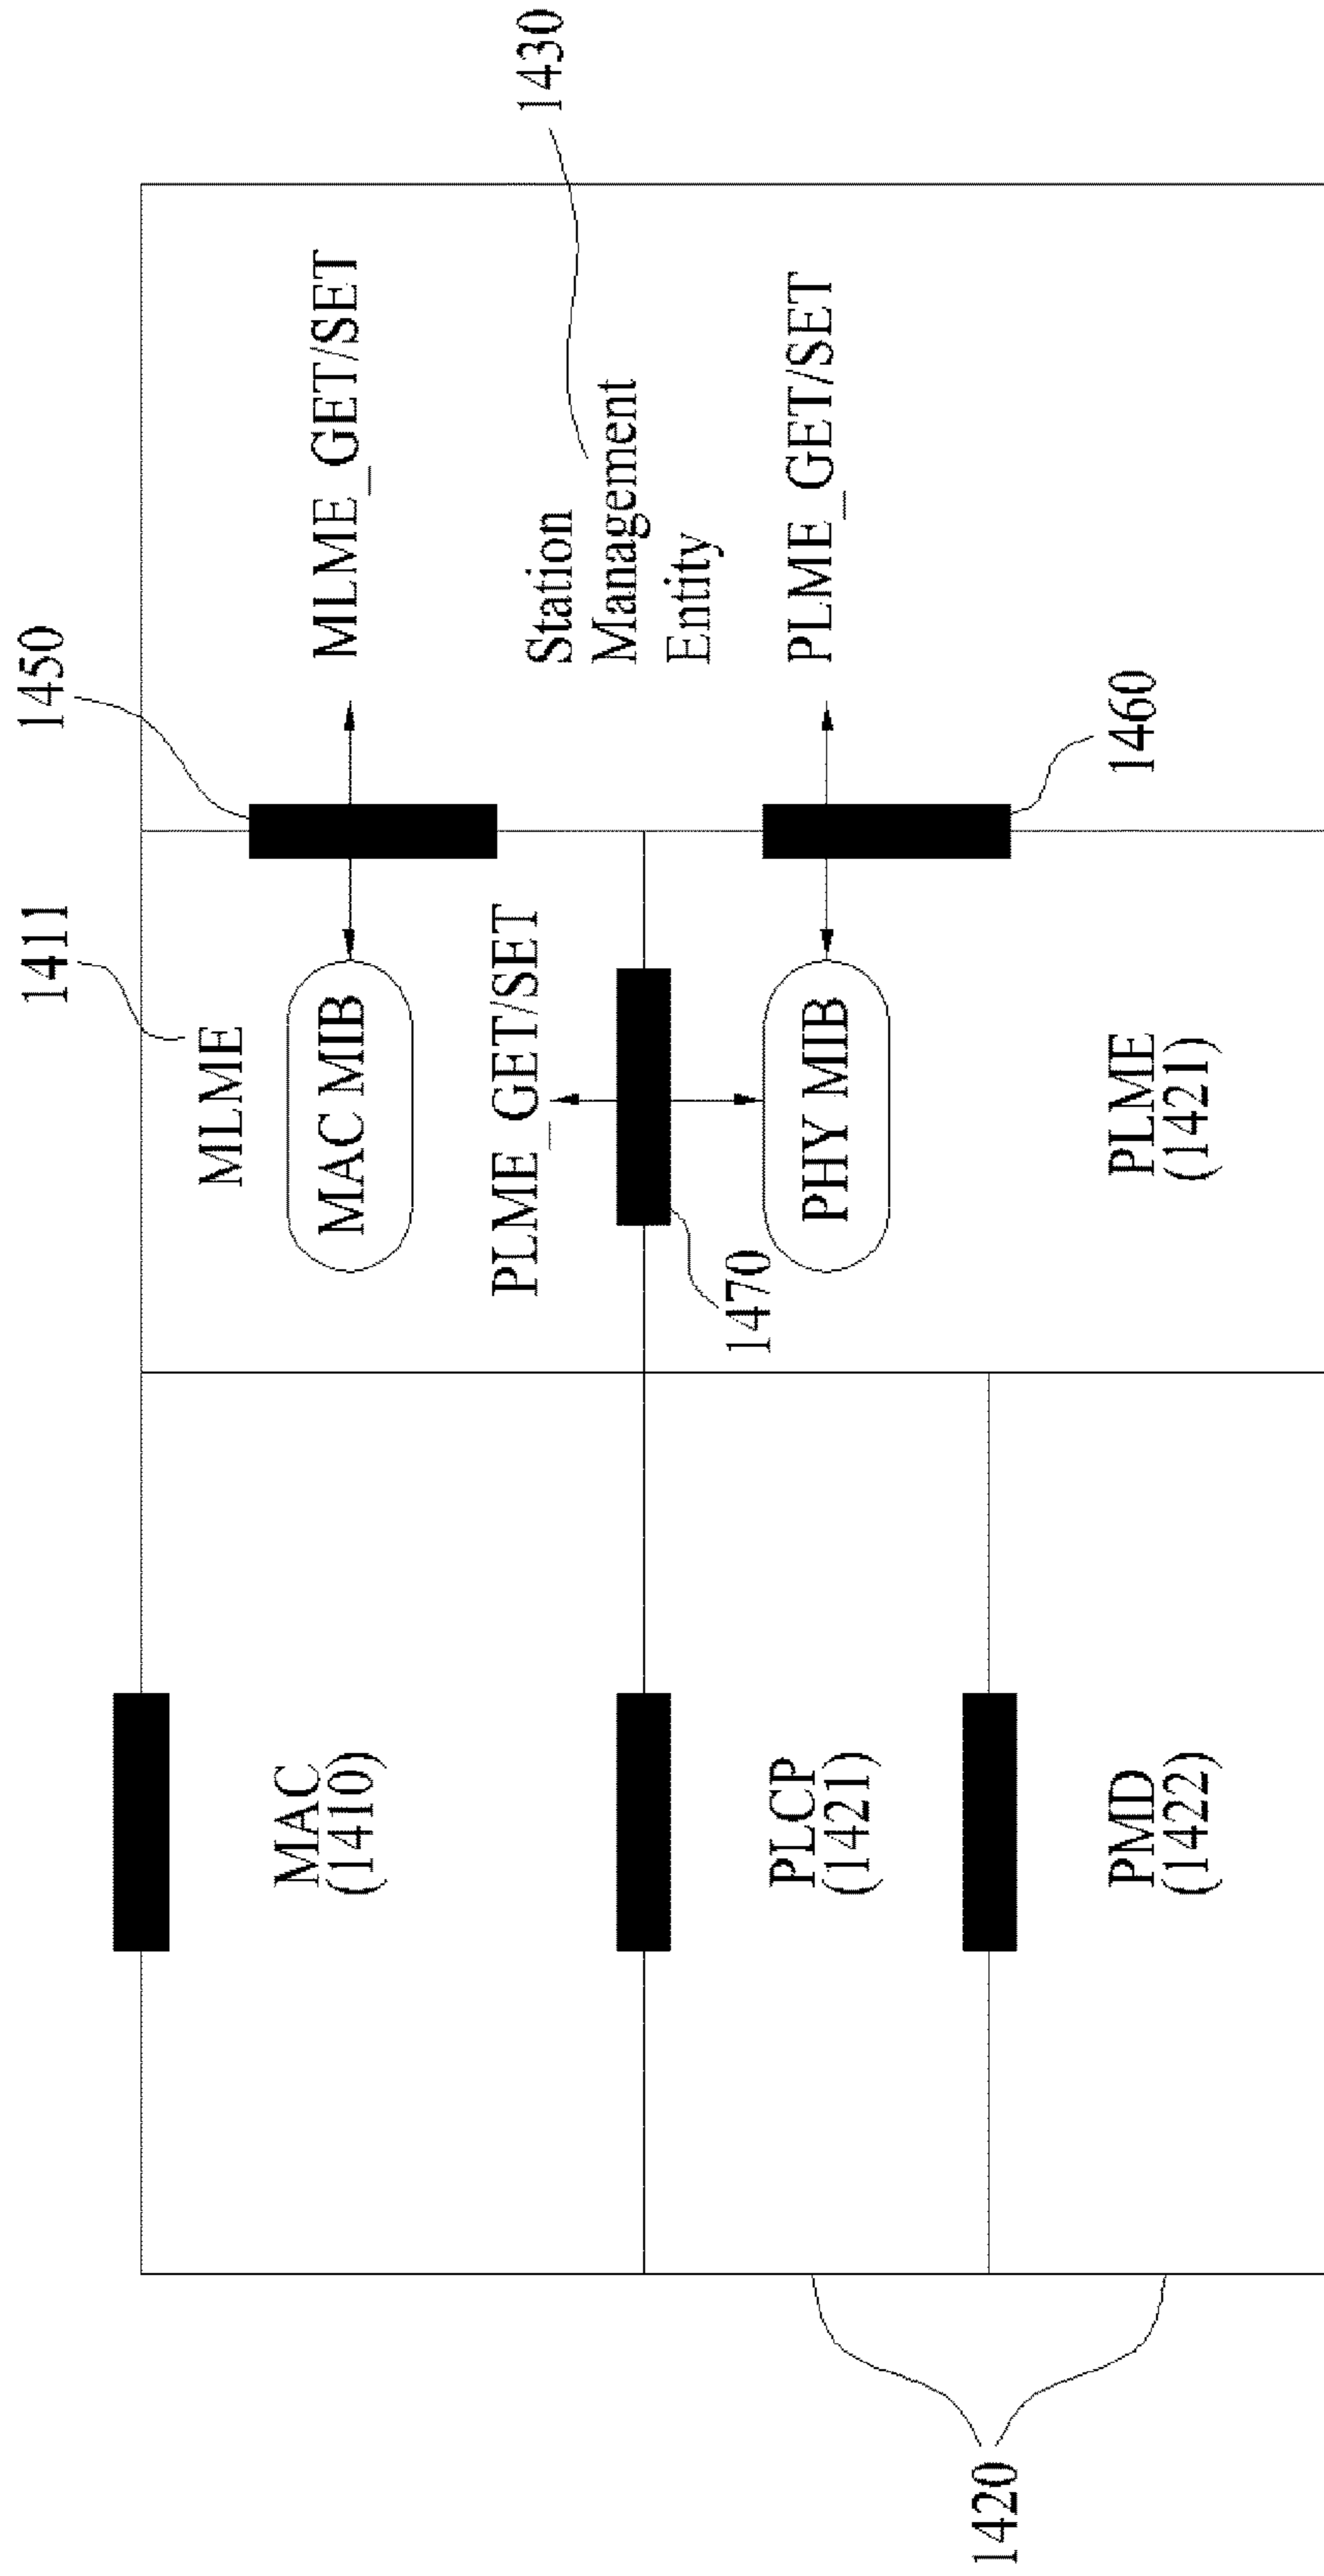 1411
1450
1430
MAC
(1410)
MLME
MAC MIB
MLME_GET/SET
PLME_GET/SET
Station
Management
Entity
1470
PLCP
(1421)
PHY MIB
PLME_GET/SET
PMD
(1422)
PLME
(1421)
1460
1420